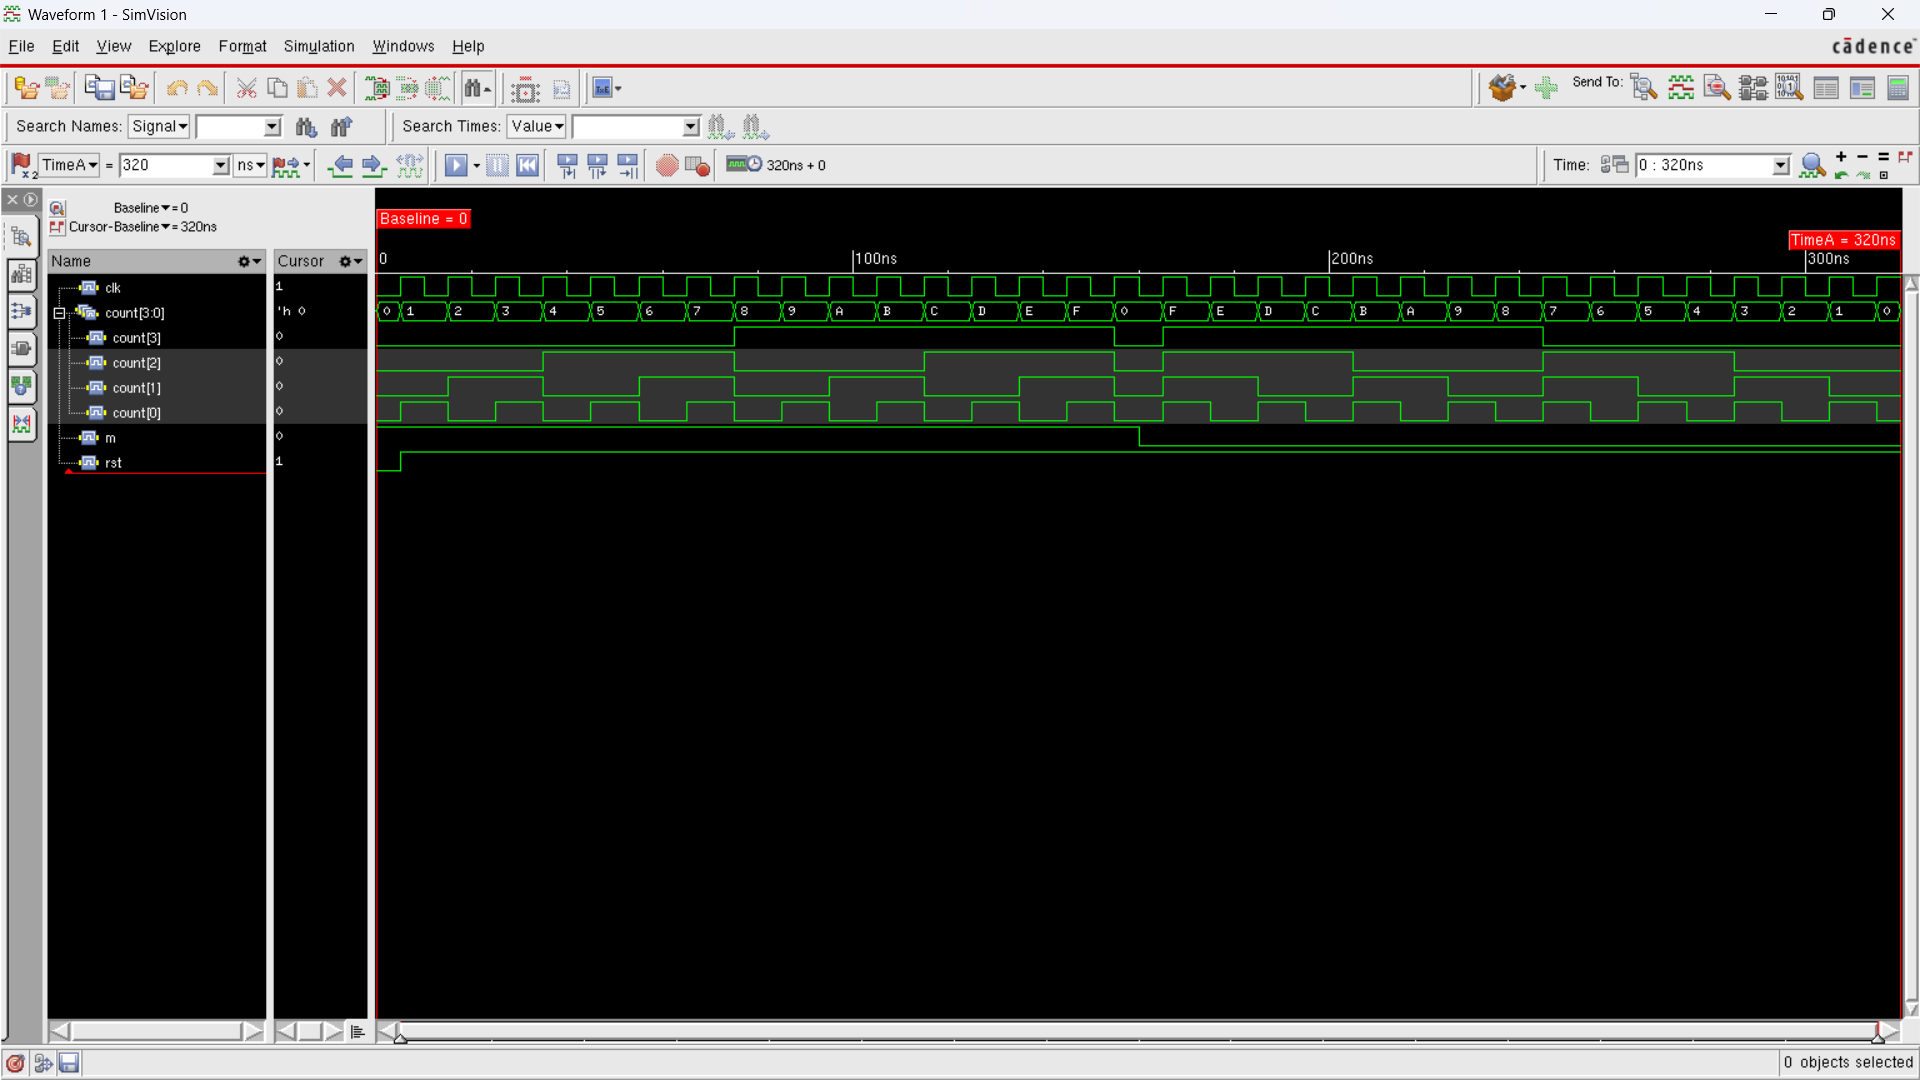 Waveform 1 - SimVision
File Edit View Explore Format Simulation Windows Help
cādence
Send To:
Search Names: Signal Search Times: Value
TimeA = 320 ns 320ns + 0 Time: 0 : 320ns
Baseline = 0
Cursor-Baseline = 320ns
Baseline = 0
TimeA = 320ns
Name Cursor 0 100ns 200ns 300ns
clk 1
count[3:0] 'h 0 0 1 2 3 4 5 6 7 8 9 A B C D E F 0 F E D C B A 9 8 7 6 5 4 3 2 1 0
count[3] 0
count[2] 0
count[1] 0
count[0] 0
m 0
rst 1
0 objects selected